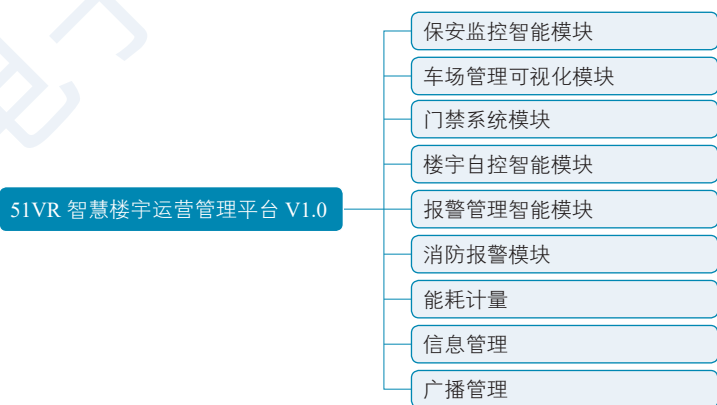 保安监控智能模块
车场管理可视化模块
门禁系统模块
楼宇自控智能模块
51VR 智慧楼宇运营管理平台 V1.0
报警管理智能模块
消防报警模块
能耗计量
信息管理
广播管理